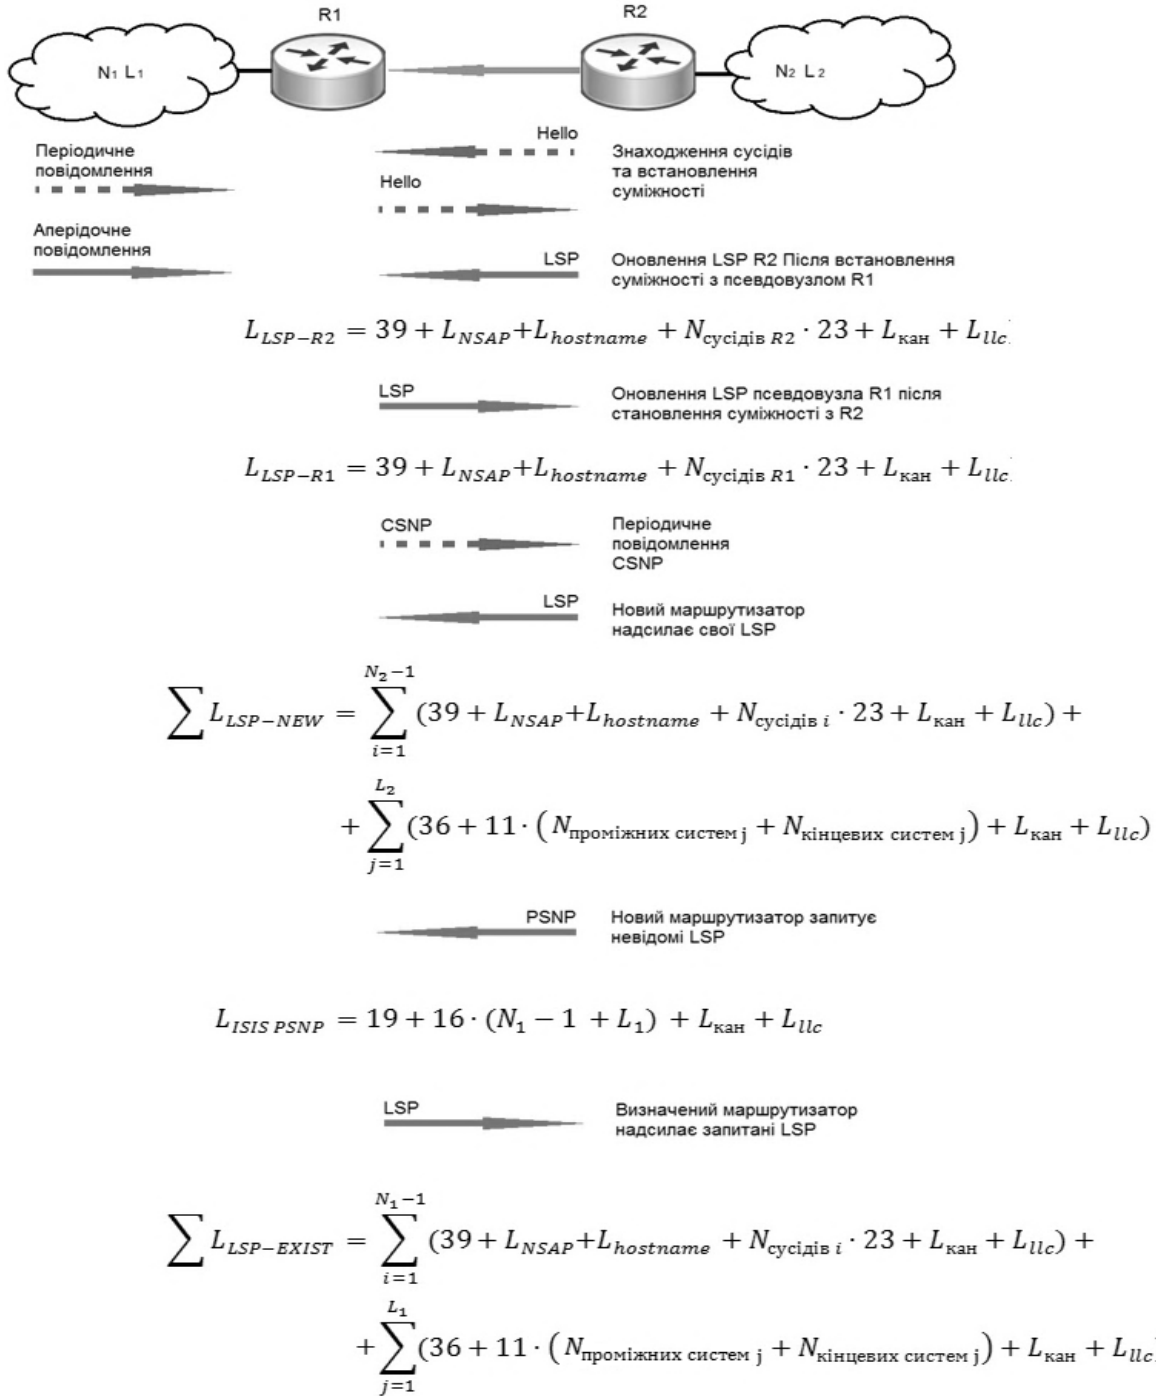 R1
R2
N₁ L₁
N₂ L₂
Періодичне
повідомлення
Аперідочне
повідомлення
Hello
Знаходження сусідів
та встановлення
суміжності
Hello
LSP
Оновлення LSP R2 Після встановлення
суміжності з псевдовузлом R1
L_{LSP−R2} = 39 + L_{NSAP}+L_{hostname} + N_{сусідів R2} · 23 + L_{кан} + L_{llc}.
LSP
Оновлення LSP псевдовузла R1 після
становлення суміжності з R2
L_{LSP−R1} = 39 + L_{NSAP}+L_{hostname} + N_{сусідів R1} · 23 + L_{кан} + L_{llc}.
CSNP
Періодичне
повідомлення
CSNP
LSP
Новий маршрутизатор
надсилає свої LSP
∑ L_{LSP−NEW} = ∑_{i=1}^{N₂−1} (39 + L_{NSAP}+L_{hostname} + N_{сусідів i} · 23 + L_{кан} + L_{llc}) +
+ ∑_{j=1}^{L₂} (36 + 11 · (N_{проміжних систем j} + N_{кінцевих систем j}) + L_{кан} + L_{llc})
PSNP
Новий маршрутизатор запитує
невідомі LSP
L_{ISIS PSNP} = 19 + 16 · (N₁ − 1 + L₁) + L_{кан} + L_{llc}
LSP
Визначений маршрутизатор
надсилає запитані LSP
∑ L_{LSP−EXIST} = ∑_{i=1}^{N₁−1} (39 + L_{NSAP}+L_{hostname} + N_{сусідів i} · 23 + L_{кан} + L_{llc}) +
+ ∑_{j=1}^{L₁} (36 + 11 · (N_{проміжних систем j} + N_{кінцевих систем j}) + L_{кан} + L_{llc}